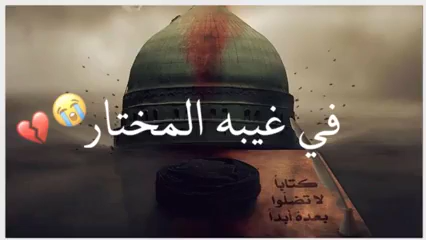 في غيبه المختار
كتاباً
لا تضلوا
بعدهُ أبداً